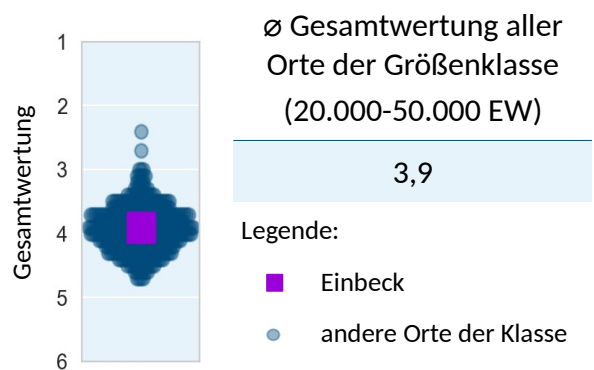 Gesamtwertung
1
2
3
4
5
6
⌀ Gesamtwertung aller
Orte der Größenklasse
(20.000-50.000 EW)
3,9
Legende:
Einbeck
andere Orte der Klasse